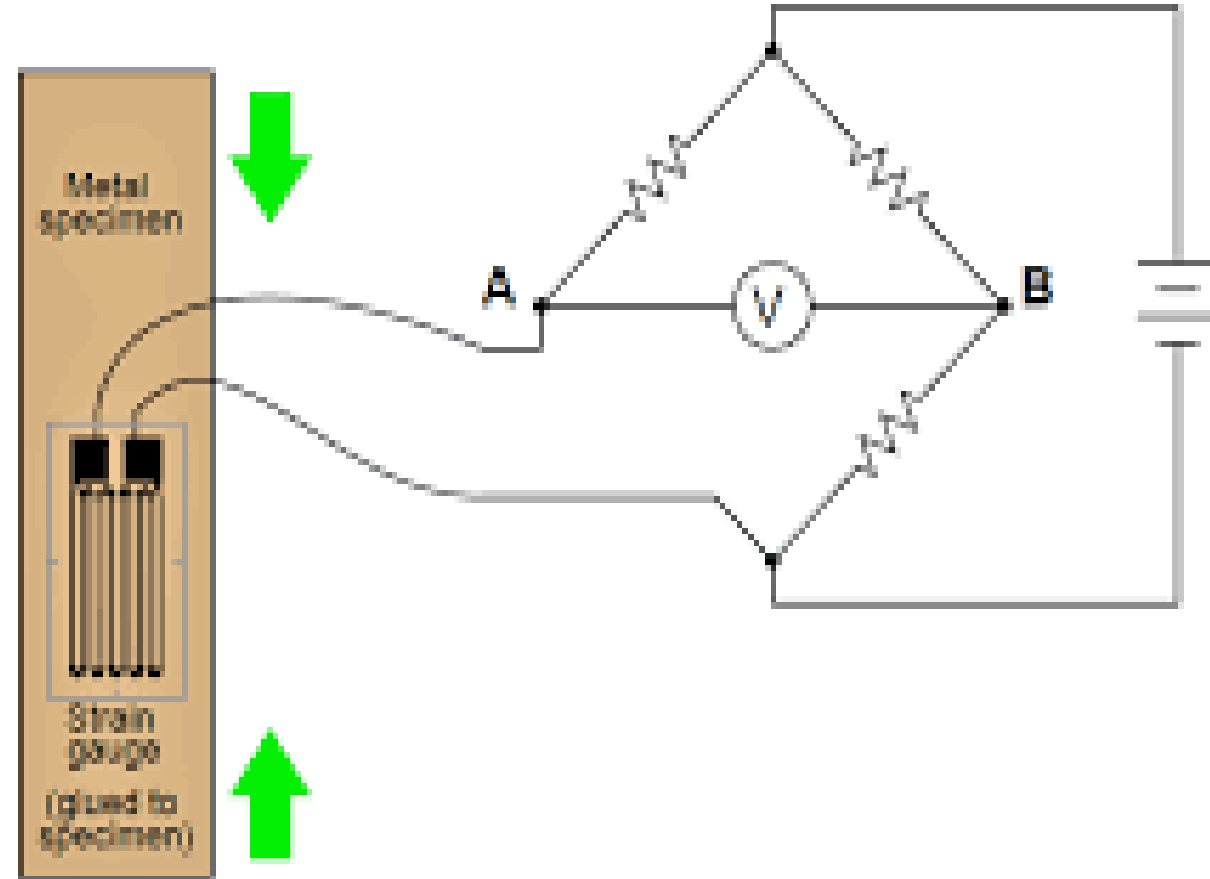 Metal
specimen
A
V
B
Strain
gauge
(glued to
specimen)